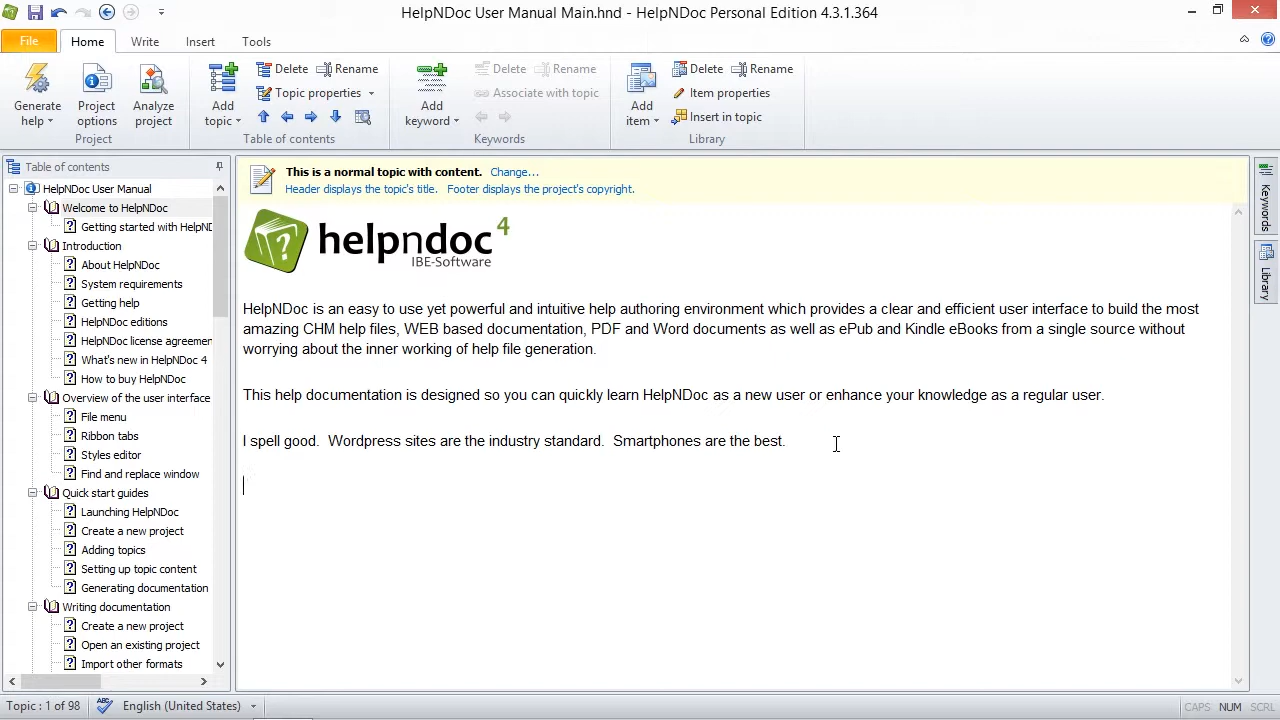 HelpNDoc User Manual Main.hnd - HelpNDoc Personal Edition 4.3.1.364
File Home Write Insert Tools
Generate help
Project options
Analyze project
Project
Add topic
Delete Rename
Topic properties
Table of contents
Add keyword
Delete Rename
Associate with topic
Keywords
Add item
Delete Rename
Item properties
Insert in topic
Library
Table of contents
HelpNDoc User Manual
Welcome to HelpNDoc
Getting started with HelpND
Introduction
About HelpNDoc
System requirements
Getting help
HelpNDoc editions
HelpNDoc license agreemen
What's new in HelpNDoc 4
How to buy HelpNDoc
Overview of the user interface
File menu
Ribbon tabs
Styles editor
Find and replace window
Quick start guides
Launching HelpNDoc
Create a new project
Adding topics
Setting up topic content
Generating documentation
Writing documentation
Create a new project
Open an existing project
Import other formats
This is a normal topic with content. Change...
Header displays the topic's title. Footer displays the project's copyright.
helpndoc 4
IBE-Software
HelpNDoc is an easy to use yet powerful and intuitive help authoring environment which provides a clear and efficient user interface to build the most
amazing CHM help files, WEB based documentation, PDF and Word documents as well as ePub and Kindle eBooks from a single source without
worrying about the inner working of help file generation.
This help documentation is designed so you can quickly learn HelpNDoc as a new user or enhance your knowledge as a regular user.
I spell good. Wordpress sites are the industry standard. Smartphones are the best.
Keywords
Library
Topic : 1 of 98 ABC English (United States) CAPS NUM SCRL